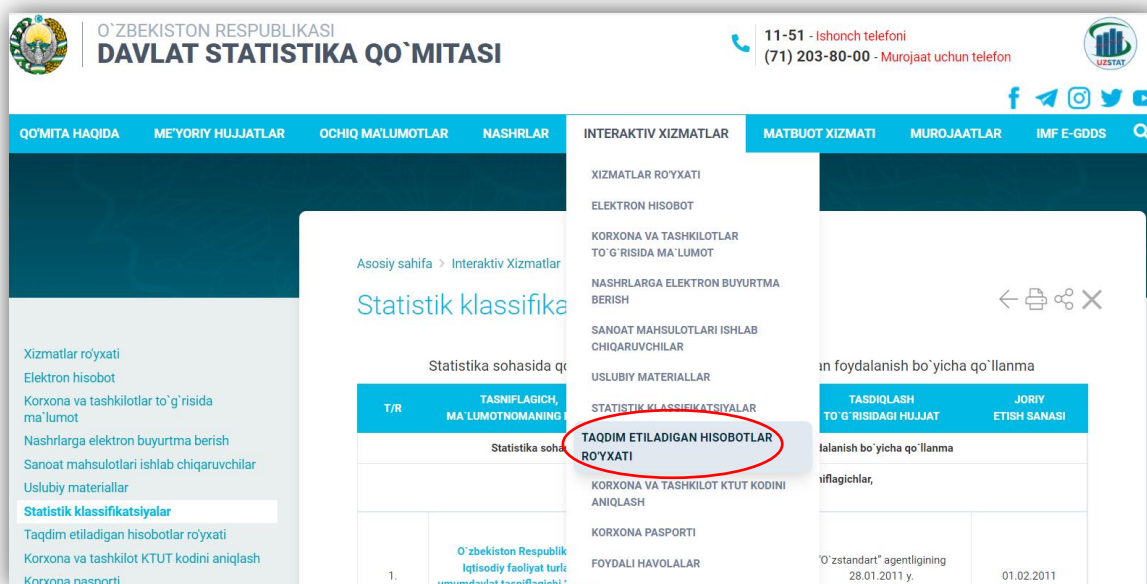 O`ZBEKISTON RESPUBLIKASI
DAVLAT STATISTIKA QO`MITASI
11-51 - Ishonch telefoni
(71) 203-80-00 - Murojaat uchun telefon
UZSTAT
QO'MITA HAQIDA ME'YORIY HUJJATLAR OCHIQ MA'LUMOTLAR NASHRLAR INTERAKTIV XIZMATLAR MATBUOT XIZMATI MUROJAATLAR IMF E-GDDS
XIZMATLAR RO'YXATI
ELEKTRON HISOBOT
KORXONA VA TASHKILOTLAR
TO`G`RISIDA MA`LUMOT
NASHRLARGA ELEKTRON BUYURTMA
BERISH
SANOAT MAHSULOTLARI ISHLAB
CHIQARUVCHILAR
USLUBIY MATERIALLAR
STATISTIK KLASSIFIKATSIYALAR
TAQDIM ETILADIGAN HISOBOTLAR
RO'YXATI
KORXONA VA TASHKILOT KTUT KODINI
ANIQLASH
KORXONA PASPORTI
FOYDALI HAVOLALAR
Asosiy sahifa > Interaktiv Xizmatlar
Statistik klassifika
Statistika sohasida qo an foydalanish bo`yicha qo`llanma
T/R TASNIFLAGICH, TASDIQLASH JORIY
MA`LUMOTNOMANING TO`G`RISIDAGI HUJJAT ETISH SANASI
Statistika soha dalanish bo`yicha qo`llanma
niflagichlar,
O`zbekiston Respublik "O`zstandart" agentligining
1. Iqtisodiy faoliyat turla 28.01.2011 y. 01.02.2011
umumdavlat tasniflagichi
Xizmatlar ro'yxati
Elektron hisobot
Korxona va tashkilotlar to`g`risida
ma`lumot
Nashrlarga elektron buyurtma berish
Sanoat mahsulotlari ishlab chiqaruvchilar
Uslubiy materiallar
Statistik klassifikatsiyalar
Taqdim etiladigan hisobotlar ro'yxati
Korxona va tashkilot KTUT kodini aniqlash
Korxona pasporti